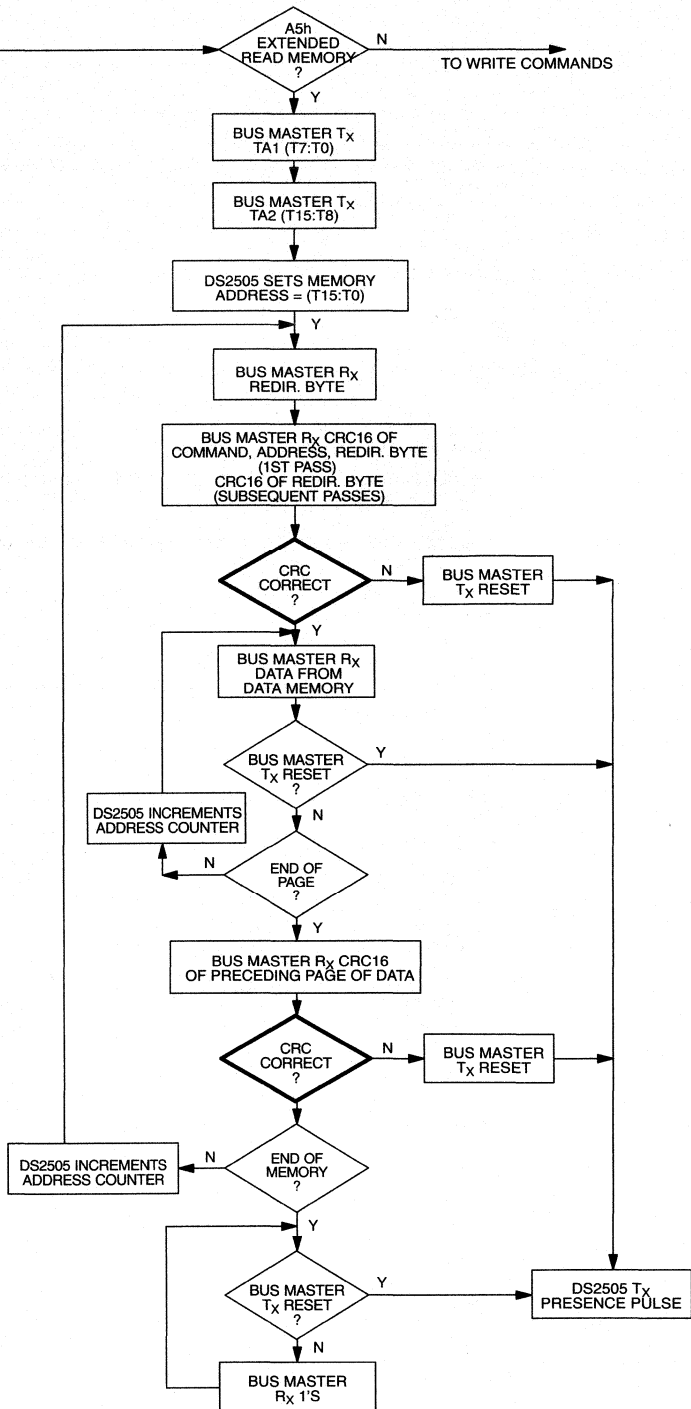 A5h
EXTENDED
READ MEMORY
?
N
TO WRITE COMMANDS
Y
BUS MASTER TX
TA1 (T7:T0)
BUS MASTER TX
TA2 (T15:T8)
DS2505 SETS MEMORY
ADDRESS = (T15:T0)
Y
BUS MASTER RX
REDIR. BYTE
BUS MASTER RX CRC16 OF
COMMAND, ADDRESS, REDIR. BYTE
(1ST PASS)
CRC16 OF REDIR. BYTE
(SUBSEQUENT PASSES)
CRC
CORRECT
?
N
BUS MASTER
TX RESET
Y
BUS MASTER RX
DATA FROM
DATA MEMORY
BUS MASTER
TX RESET
?
Y
N
DS2505 INCREMENTS
ADDRESS COUNTER
N
END OF
PAGE
?
Y
BUS MASTER RX CRC16
OF PRECEDING PAGE OF DATA
CRC
CORRECT
?
N
BUS MASTER
TX RESET
DS2505 INCREMENTS
ADDRESS COUNTER
N
END OF
MEMORY
?
Y
BUS MASTER
TX RESET
?
Y
DS2505 TX
PRESENCE PULSE
N
BUS MASTER
RX 1'S